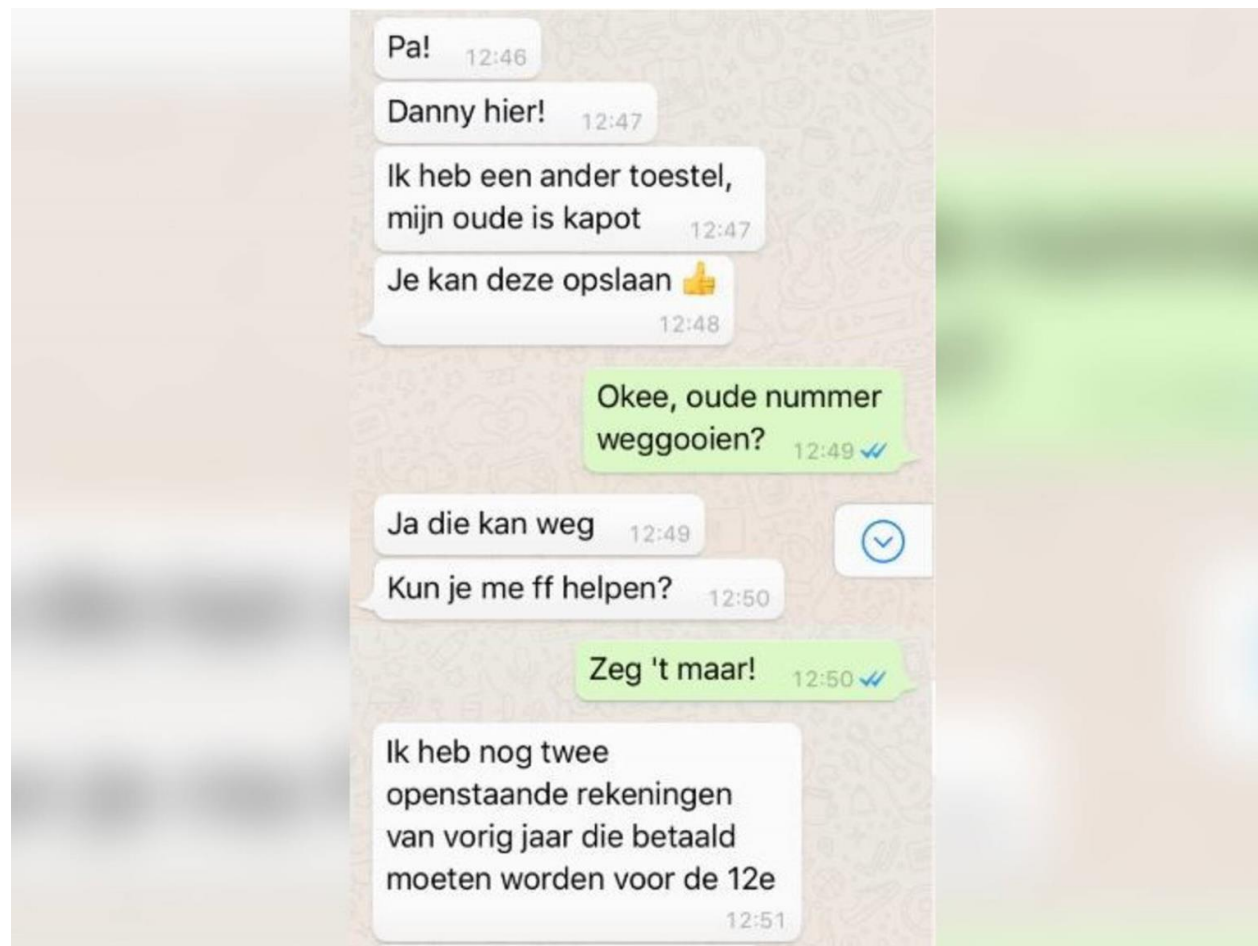 Pa! 12:46
Danny hier! 12:47
Ik heb een ander toestel,
mijn oude is kapot 12:47
Je kan deze opslaan 👍
12:48
Okee, oude nummer
weggooien? 12:49
Ja die kan weg 12:49
Kun je me ff helpen? 12:50
Zeg 't maar! 12:50
Ik heb nog twee
openstaande rekeningen
van vorig jaar die betaald
moeten worden voor de 12e
12:51